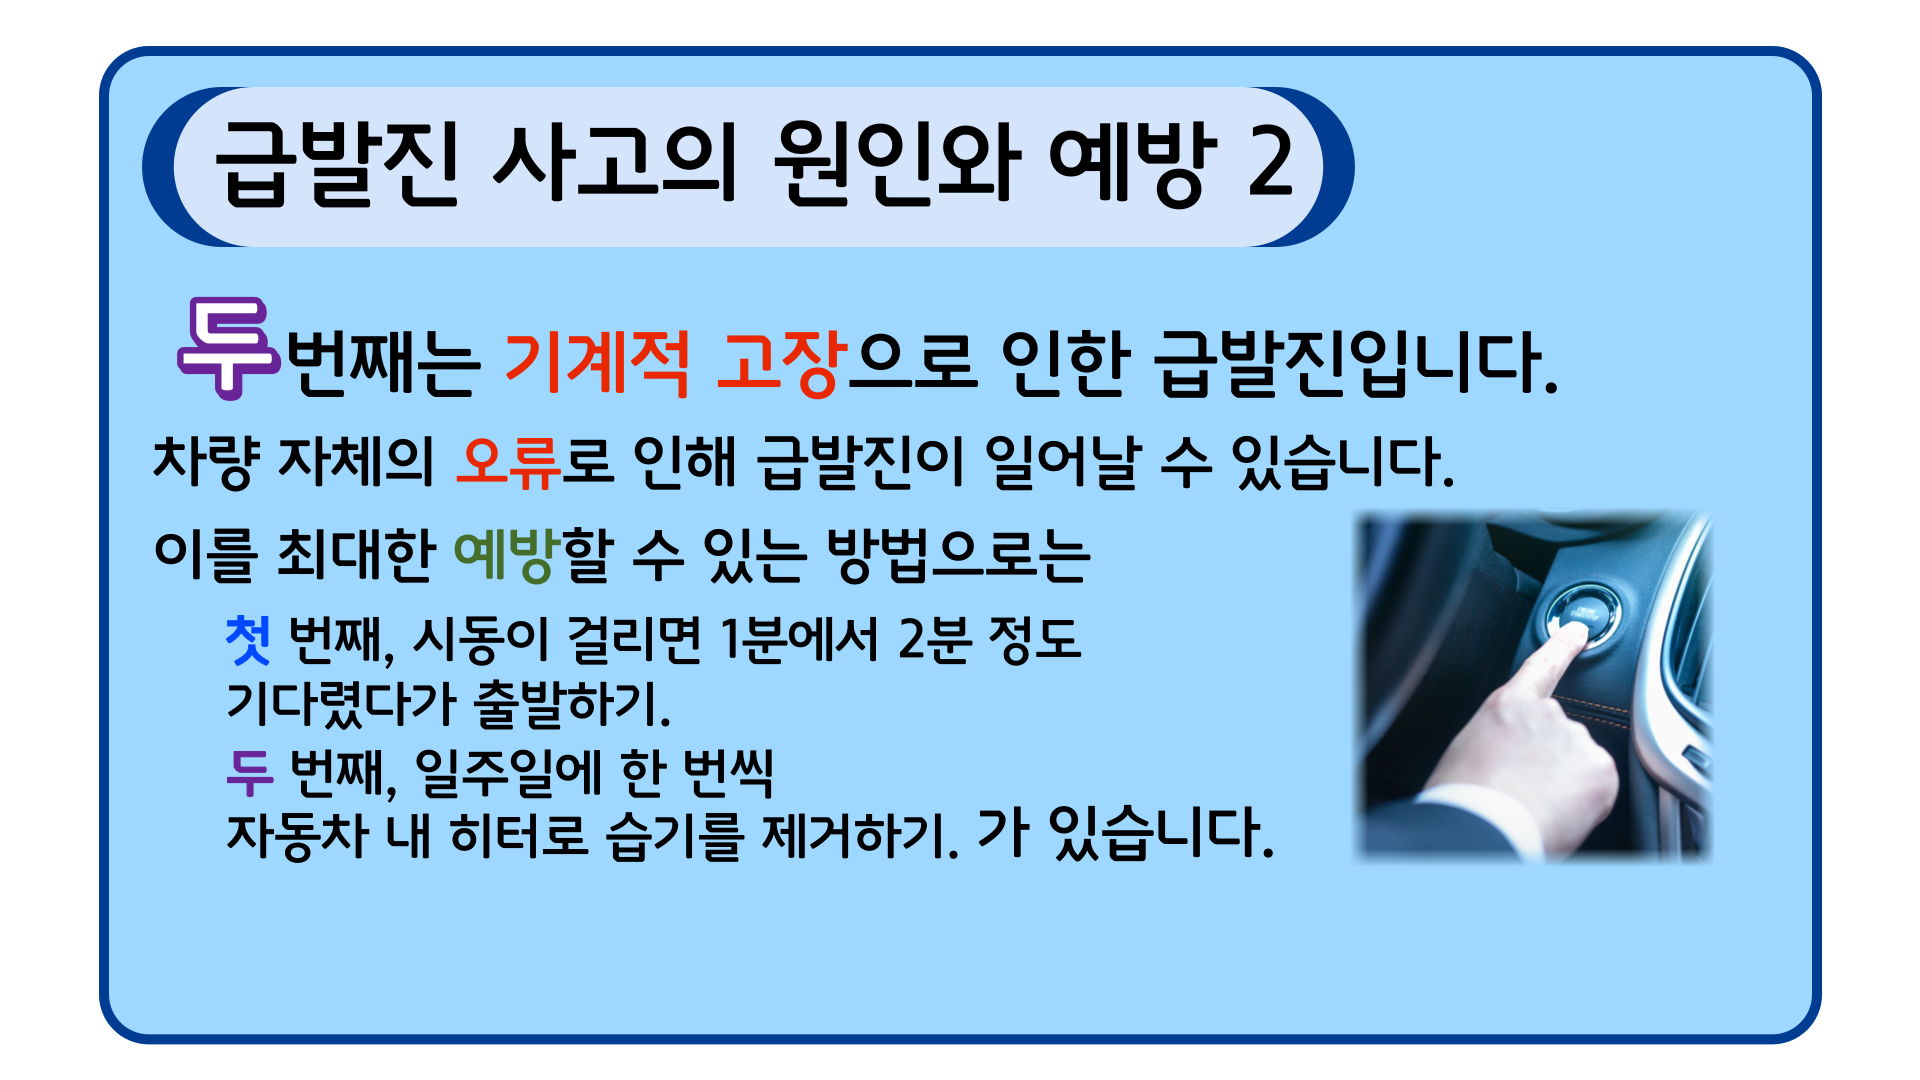 급발진 사고의 원인와 예방 2
두번째는 기계적 고장으로 인한 급발진입니다.
차량 자체의 오류로 인해 급발진이 일어날 수 있습니다.
이를 최대한 예방할 수 있는 방법으로는
첫 번째, 시동이 걸리면 1분에서 2분 정도
기다렸다가 출발하기.
두 번째, 일주일에 한 번씩
자동차 내 히터로 습기를 제거하기. 가 있습니다.